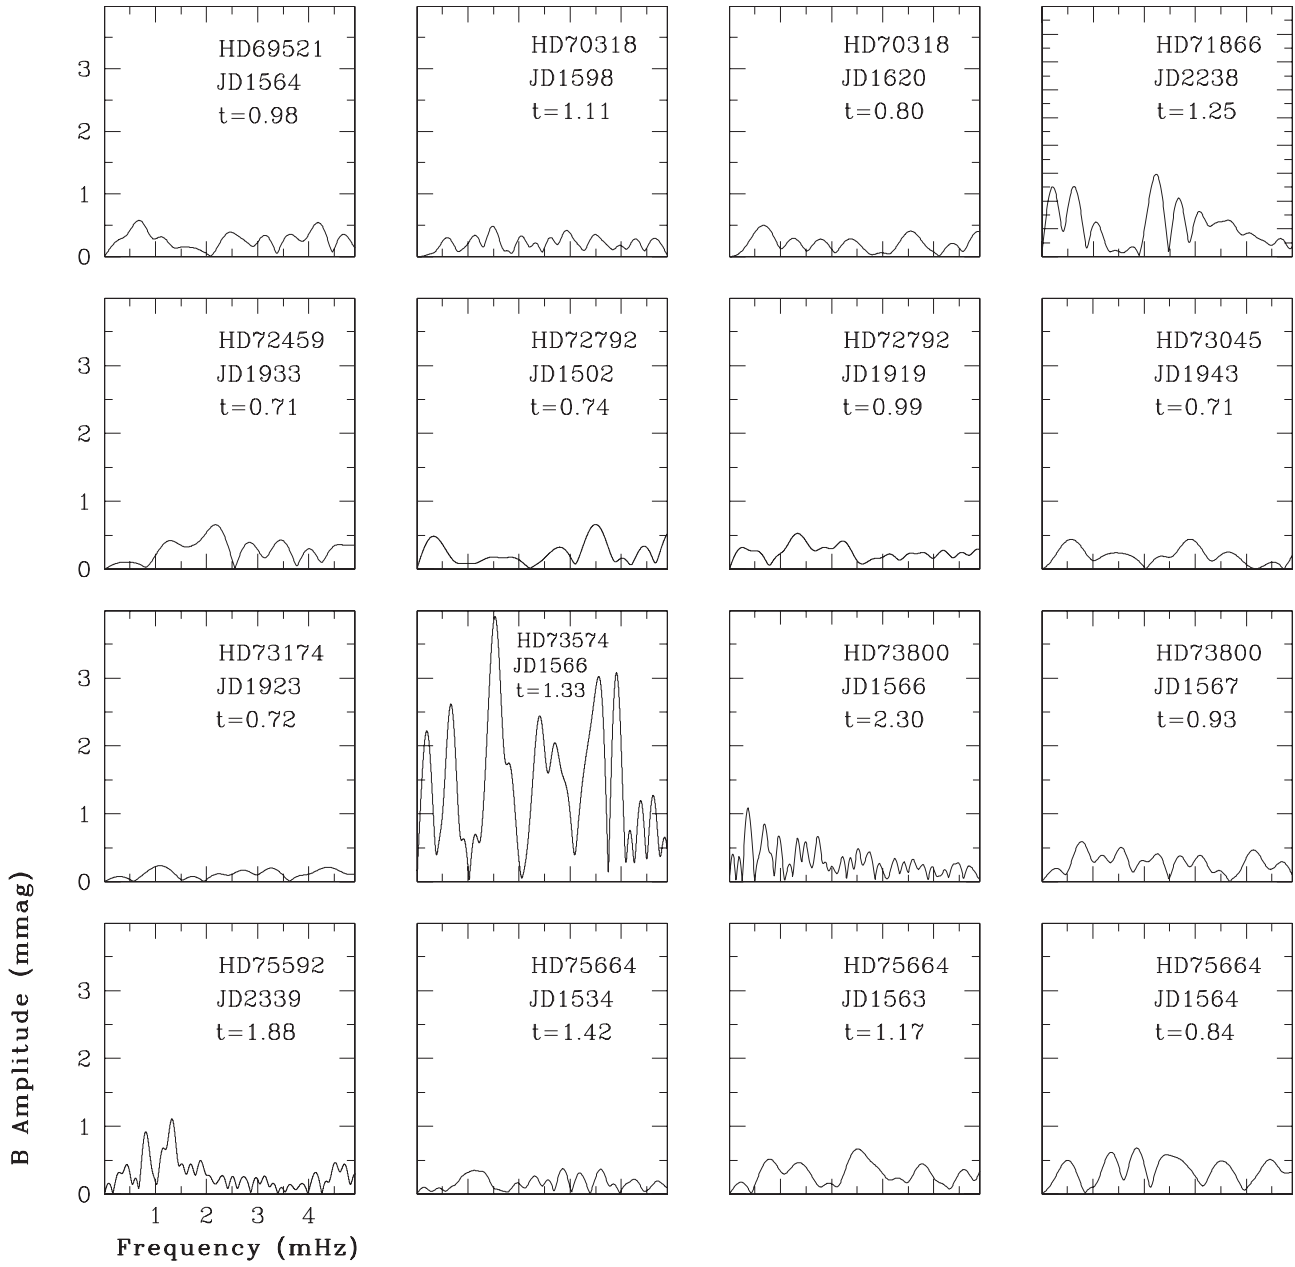 HD69521
JD1564
t=0.98
HD70318
JD1598
t=1.11
HD70318
JD1620
t=0.80
HD71866
JD2238
t=1.25
3
2
1
0
HD72459
JD1933
t=0.71
HD72792
JD1502
t=0.74
HD72792
JD1919
t=0.99
HD73045
JD1943
t=0.71
3
2
1
0
HD73174
JD1923
t=0.72
HD73574
JD1566
t=1.33
HD73800
JD1566
t=2.30
HD73800
JD1567
t=0.93
3
2
1
0
HD75592
JD2339
t=1.88
HD75664
JD1534
t=1.42
HD75664
JD1563
t=1.17
HD75664
JD1564
t=0.84
3
2
1
0
1 2 3 4
Frequency (mHz)
B Amplitude (mmag)